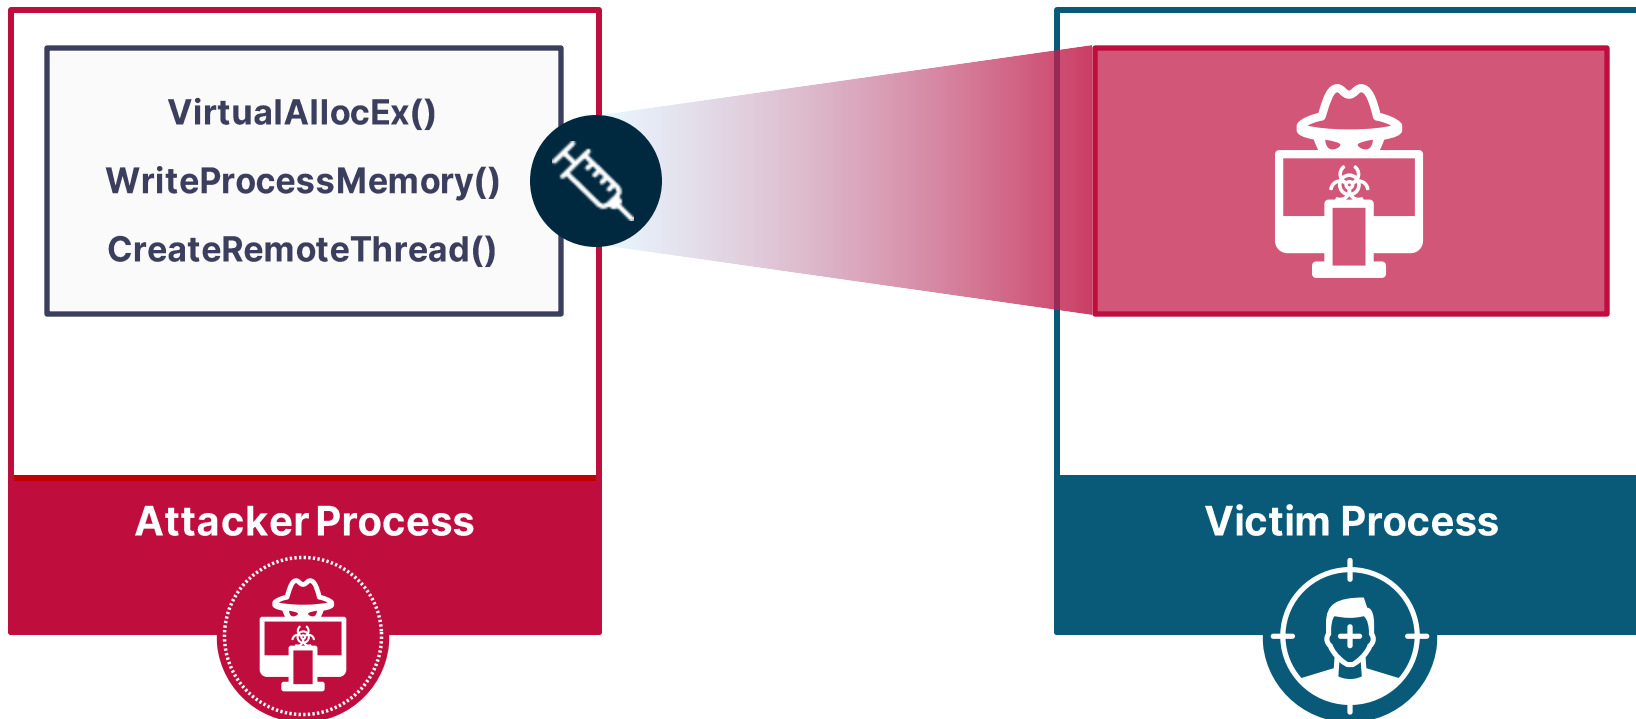 VirtualAllocEx()
WriteProcessMemory()
CreateRemoteThread()
Attacker Process
Victim Process